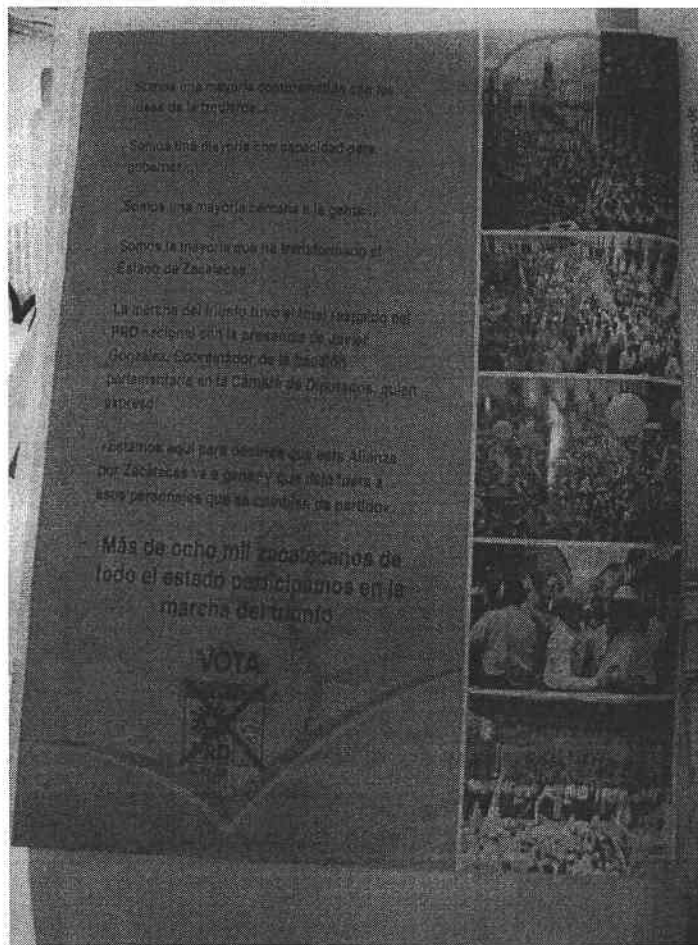 Somos una mayoría comprometida con las
ideas de la izquierda...
Somos una mayoría con capacidad para
gobernar...
Somos una mayoría cercana a la gente...
Somos la mayoría que ha transformado el
Estado de Zacatecas
La marcha del triunfo tuvo el total respaldo del
PRD nacional con la presencia de Javier
González, Coordinador de la
parlamentaria en la Cámara de Diputados, quien
expresó
«Estamos aquí para decirles que esta Alianza
por Zacatecas va a ganar y que deja fuera a
esos personajes que se cambian de partido».
Más de ocho mil zacatecanos de
todo el estado participamos en la
marcha del triunfo
VOTA
PRD